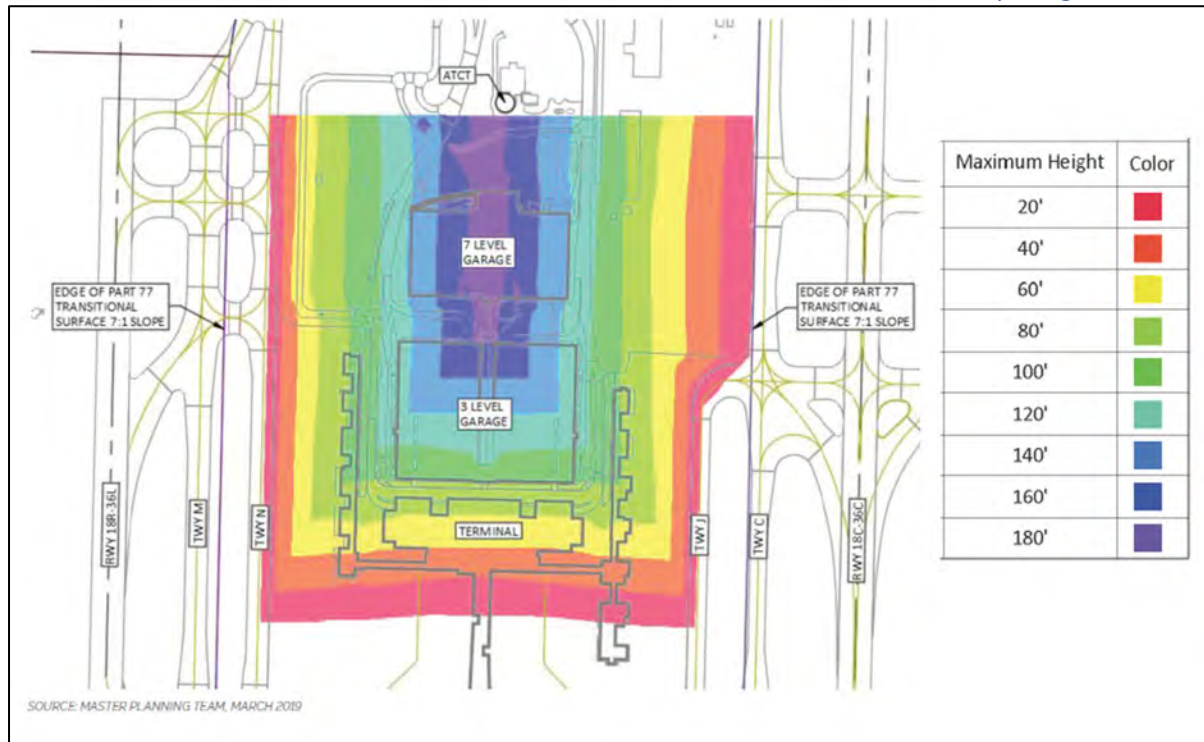 ATCT
7 LEVEL
GARAGE
EDGE OF PART 77
TRANSITIONAL
SURFACE 7:1 SLOPE
EDGE OF PART 77
TRANSITIONAL
SURFACE 7:1 SLOPE
3 LEVEL
GARAGE
TERMINAL
RWY 18R-36L
TWY M
TWY N
TWY J
TWY C
RWY 18C-36C
Maximum Height Color
20'
40'
60'
80'
100'
120'
140'
160'
180'
SOURCE: MASTER PLANNING TEAM, MARCH 2019